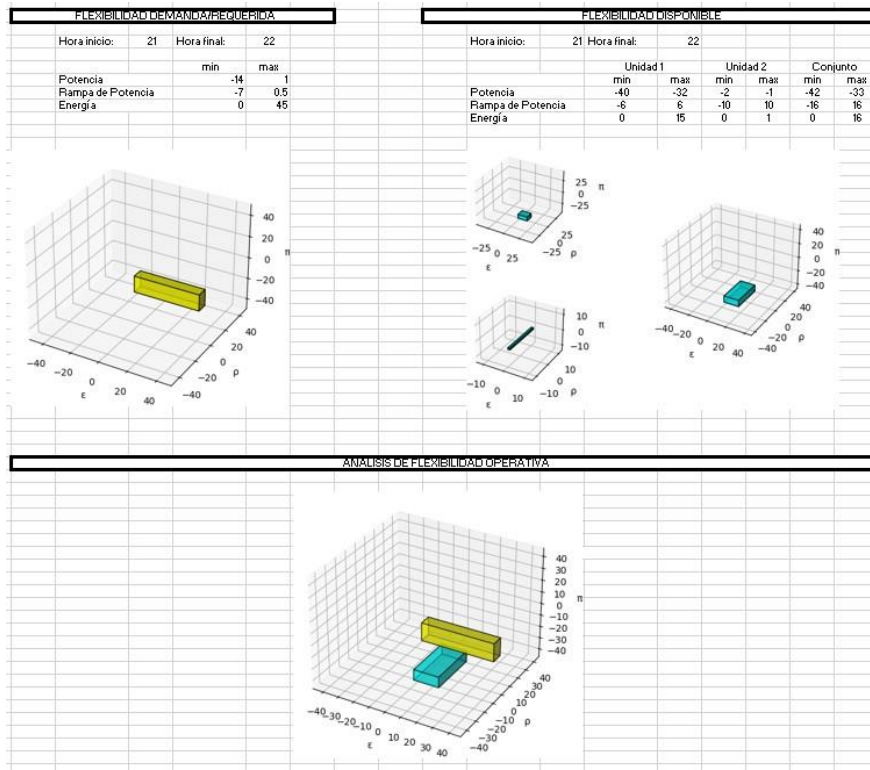 FLEXIBILIDAD DEMANDA/REQUERIDA
Hora inicio: 21 Hora final: 22
min max
Potencia -14 1
Rampa de Potencia -7 0.5
Energía 0 45
40
20
0
-20
-40
π
-40 -20 0 20 40
ε
-40 -20 0 20 40
ρ
FLEXIBILIDAD DISPONIBLE
Hora inicio: 21 Hora final: 22
Unidad 1 Unidad 2 Conjunto
min max min max min max
Potencia -40 -32 -2 -1 -42 -33
Rampa de Potencia -6 6 -10 10 -16 16
Energía 0 15 0 1 0 16
25
0
-25
π
-25 0 25
ε
0 25
ρ
10
0
-10
π
-10 0 10
ε
-10 0 10
ρ
40
20
0
-20
-40
π
-40 -20 0 20 40
ε
-40 -20 0 20 40
ρ
ANALISIS DE FLEXIBILIDAD OPERATIVA
40
30
20
10
0
-10
-20
-30
-40
π
-40 -30 -20 -10 0 10 20 30 40
ε
-40 -30 -20 -10 0 10 20 30 40
ρ